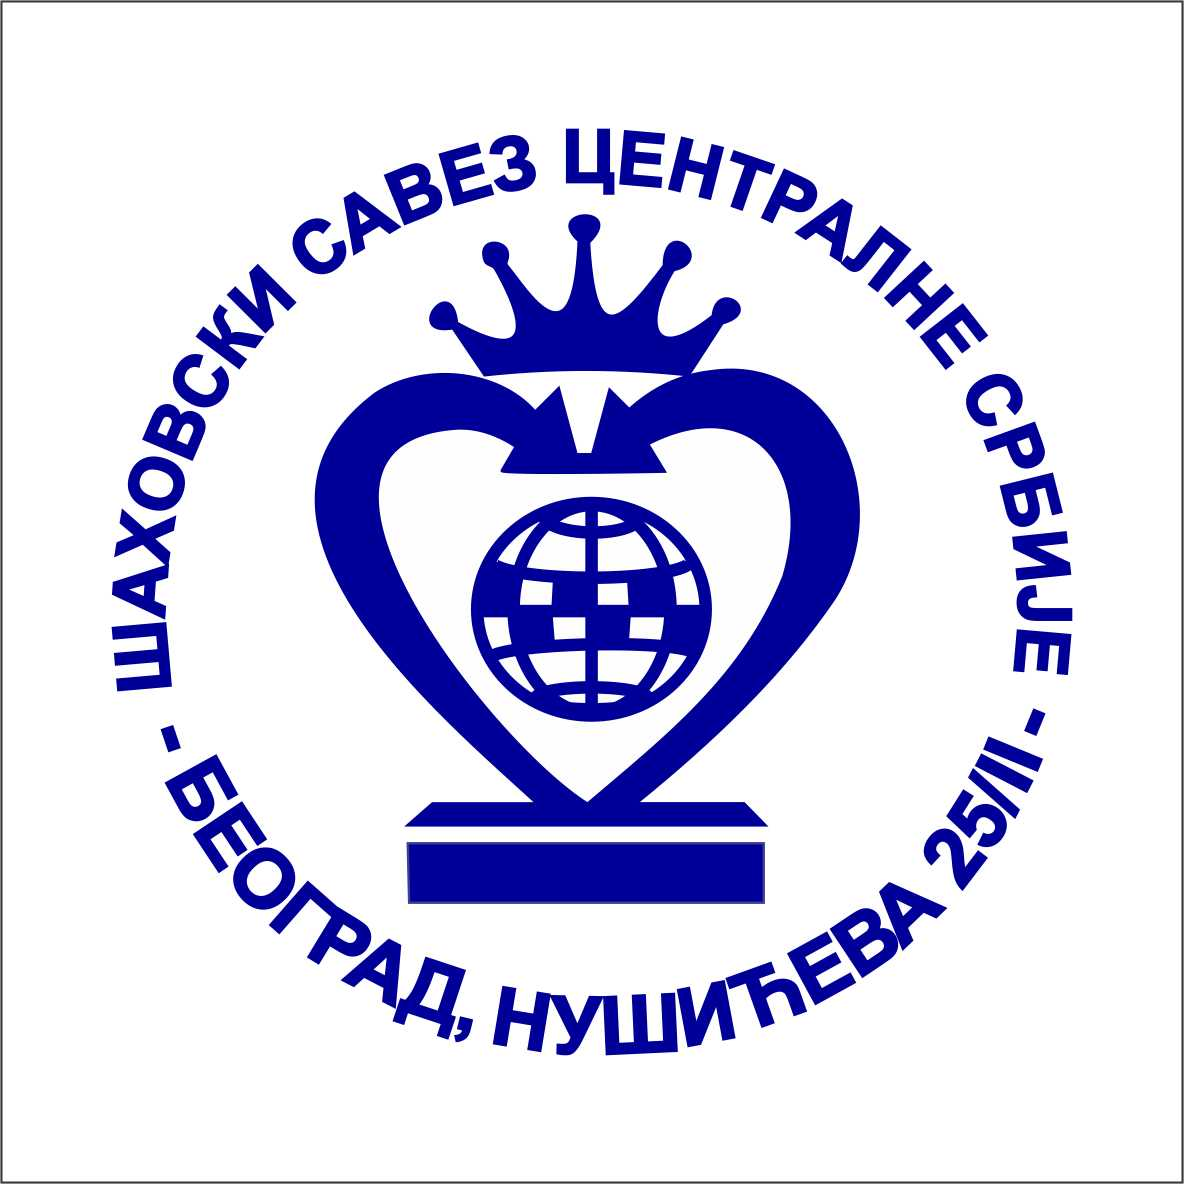 ШАХОВСКИ САВЕЗ ЦЕНТРАЛНЕ СРБИЈЕ
- БЕОГРАД, НУШИЋЕВА 25/II -